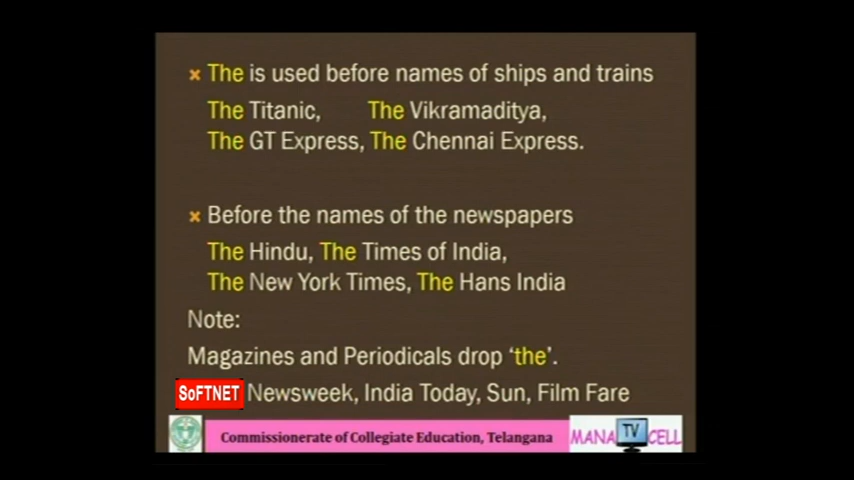 The is used before names of ships and trains
The Titanic, The Vikramaditya,
The GT Express, The Chennai Express.
Before the names of the newspapers
The Hindu, The Times of India,
The New York Times, The Hans India
Note:
Magazines and Periodicals drop ‘the’.
SoFTNET Newsweek, India Today, Sun, Film Fare
Commissionerate of Collegiate Education, Telangana MANA TV CELL